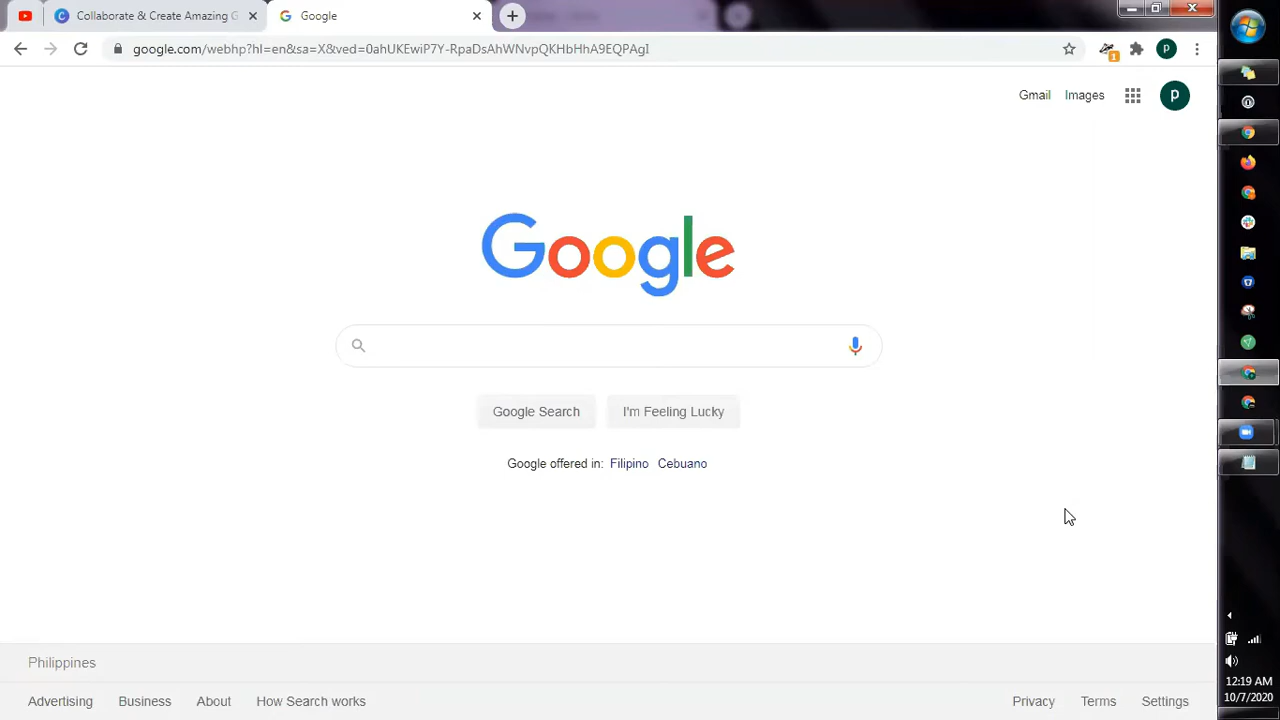 Collaborate & Create Amazing G
Google
google.com/webhp?hl=en&sa=X&ved=0ahUKEwiP7Y-RpaDsAhWNvpQKHbHhA9EQPAgI
1
p
Gmail Images
p
Google
Google Search I'm Feeling Lucky
Google offered in: Filipino Cebuano
Philippines
Advertising Business About How Search works Privacy Terms Settings
12:19 AM
10/7/2020